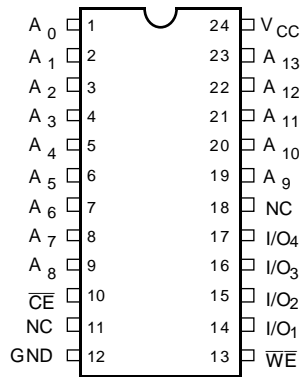 A0 1 24 VCC
A1 2 23 A13
A2 3 22 A12
A3 4 21 A11
A4 5 20 A10
A5 6 19 A9
A6 7 18 NC
A7 8 17 I/O4
A8 9 16 I/O3
C̅E̅ 10 15 I/O2
NC 11 14 I/O1
GND 12 13 W̅E̅